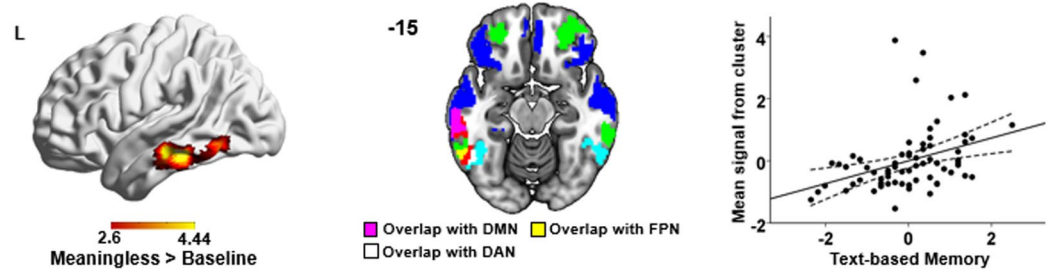 L
2.6 4.44
Meaningless > Baseline
-15
Overlap with DMN Overlap with FPN
Overlap with DAN
Mean signal from cluster
4
2
0
-2
-2 0 2
Text-based Memory